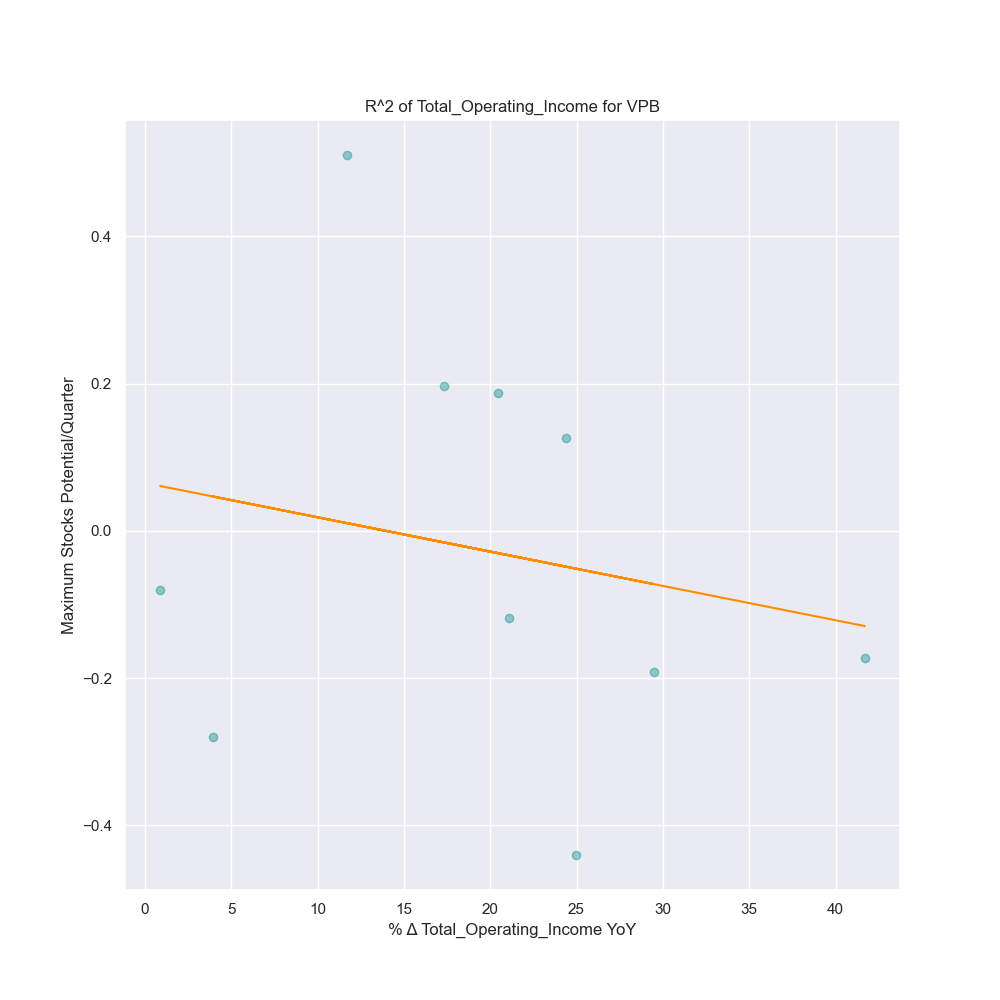 R^2 of Total_Operating_Income for VPB
Maximum Stocks Potential/Quarter
0.4
0.2
0.0
−0.2
−0.4
0 5 10 15 20 25 30 35 40
% Δ Total_Operating_Income YoY